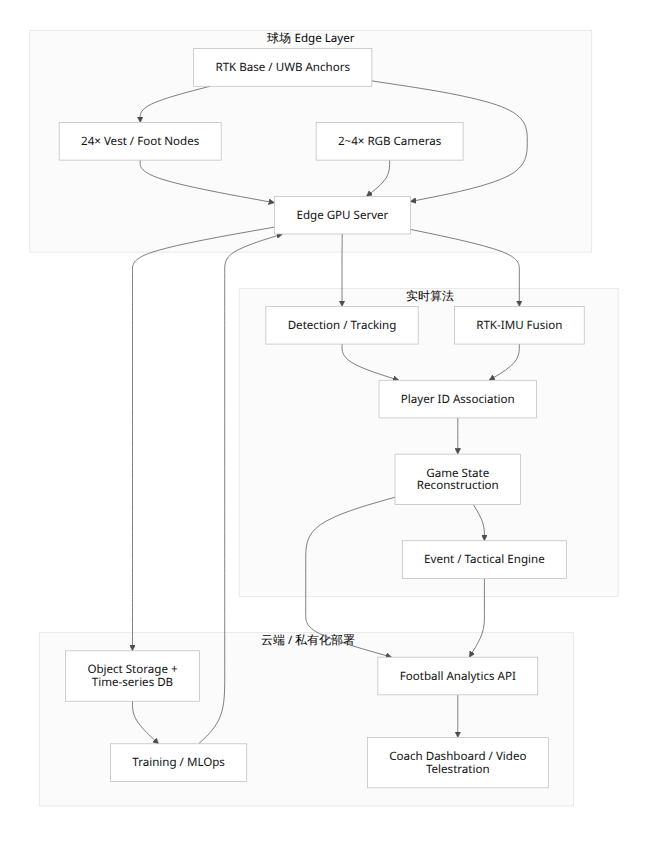 球场 Edge Layer
RTK Base / UWB Anchors
24× Vest / Foot Nodes
2~4× RGB Cameras
Edge GPU Server
实时算法
Detection / Tracking
RTK-IMU Fusion
Player ID Association
Game State
Reconstruction
Event / Tactical Engine
云端 / 私有化部署
Object Storage +
Time-series DB
Football Analytics API
Training / MLOps
Coach Dashboard / Video
Telestration